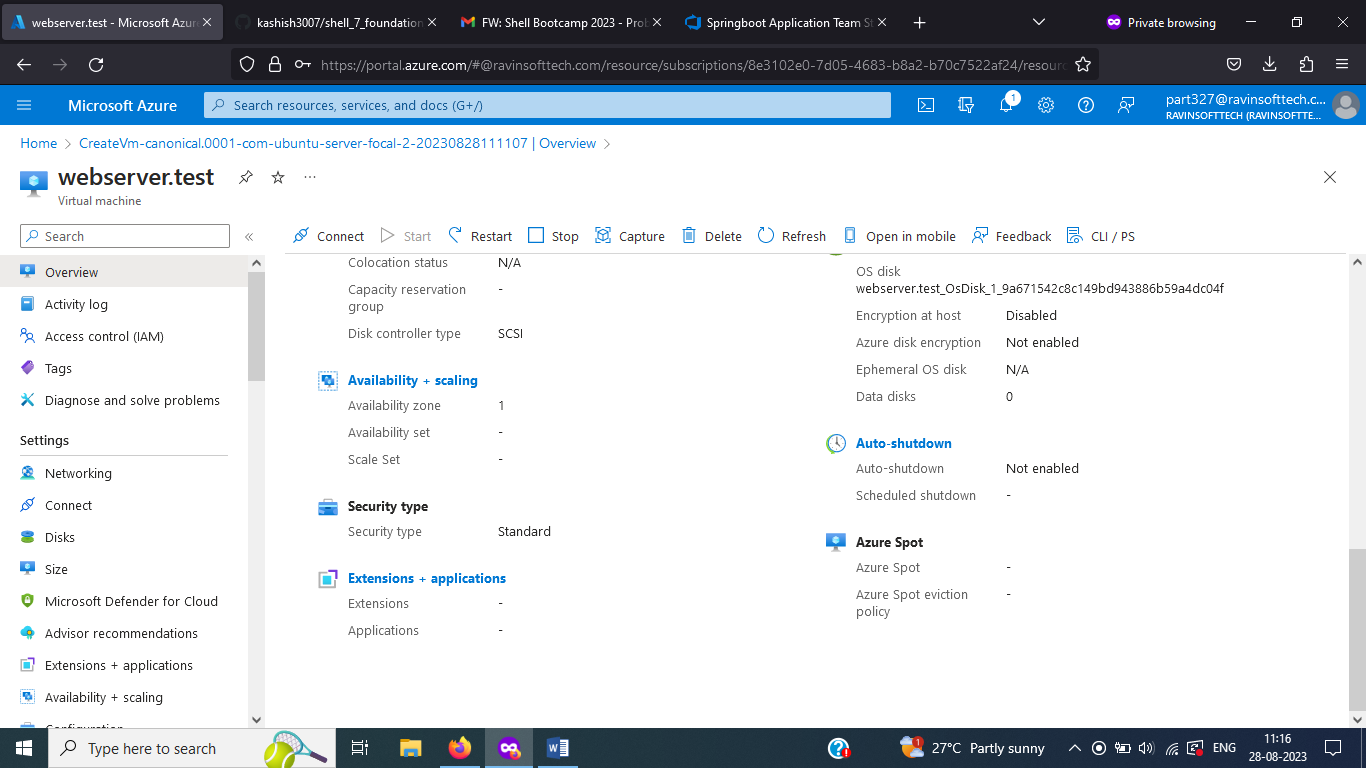 webserver.test - Microsoft Azure
kashish3007/shell_7_foundation
FW: Shell Bootcamp 2023 - Prob
Springboot Application Team St
Private browsing
https://portal.azure.com/#@ravinsofttech.com/resource/subscriptions/8e3102e0-7d05-4683-b8a2-b70c7522af24/resourc
Microsoft Azure
Search resources, services, and docs (G+/)
1
part327@ravinsofttech.c...
RAVINSOFTTECH (RAVINSOFTTE...
Home > CreateVm-canonical.0001-com-ubuntu-server-focal-2-20230828111107 | Overview >
webserver.test
Virtual machine
Search
Connect Start Restart Stop Capture Delete Refresh Open in mobile Feedback CLI / PS
Overview
Activity log
Access control (IAM)
Tags
Diagnose and solve problems
Settings
Networking
Connect
Disks
Size
Microsoft Defender for Cloud
Advisor recommendations
Extensions + applications
Availability + scaling
Configuration
Colocation status N/A
Capacity reservation group -
Disk controller type SCSI
Availability + scaling
Availability zone 1
Availability set -
Scale Set -
Security type
Security type Standard
Extensions + applications
Extensions -
Applications -
OS disk
webserver.test_OsDisk_1_9a671542c8c149bd943886b59a4dc04f
Encryption at host Disabled
Azure disk encryption Not enabled
Ephemeral OS disk N/A
Data disks 0
Auto-shutdown
Auto-shutdown Not enabled
Scheduled shutdown -
Azure Spot
Azure Spot -
Azure Spot eviction policy -
Type here to search
1
27°C Partly sunny
ENG
11:16
28-08-2023